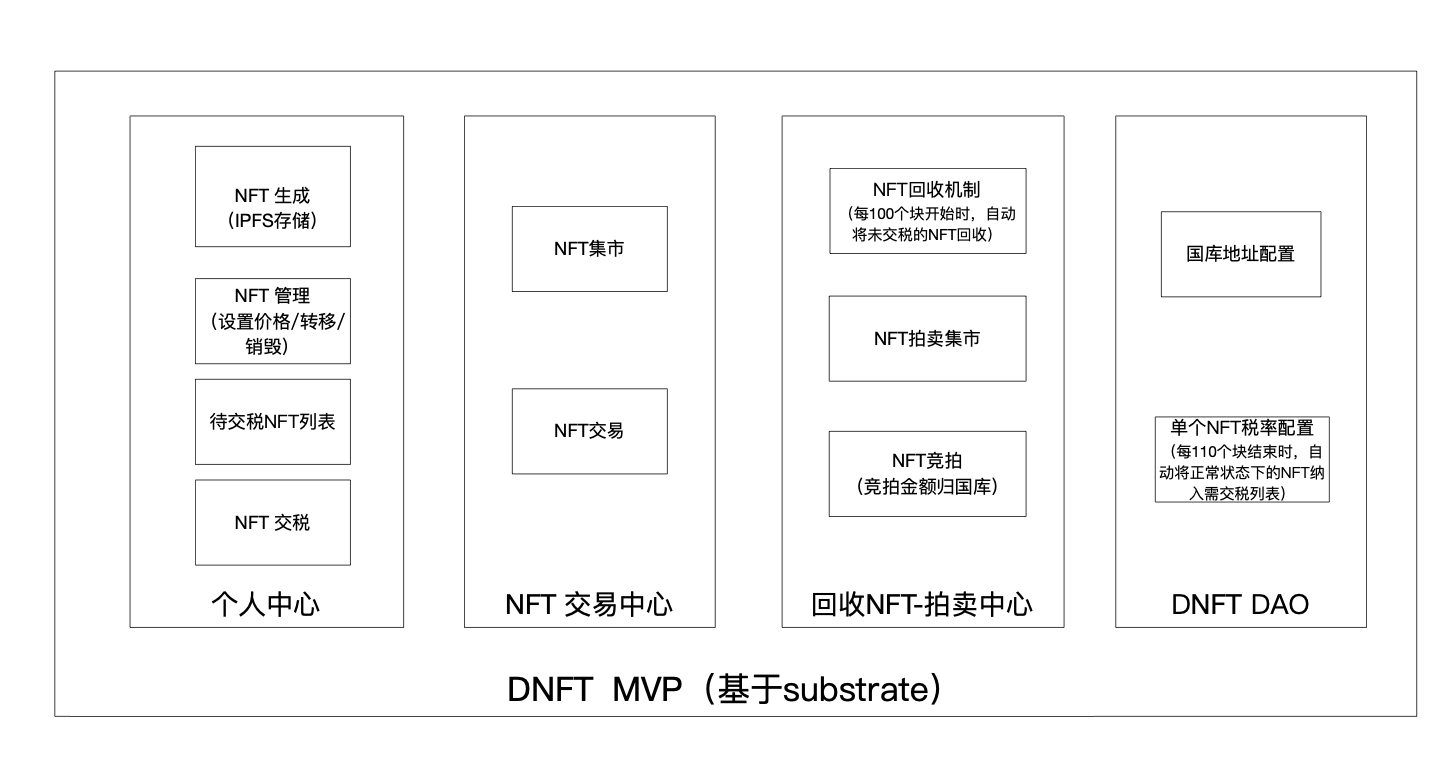 NFT 生成
（IPFS存储）
NFT 管理
（设置价格/转移/
销毁）
待交税NFT列表
NFT 交税
个人中心
NFT集市
NFT交易
NFT 交易中心
NFT回收机制
（每100个块开始时，自动
将未交税的NFT回收）
NFT拍卖集市
NFT竞拍
（竞拍金额归国库）
回收NFT-拍卖中心
国库地址配置
单个NFT税率配置
（每110个块结束时，自
动将正常状态下的NFT纳
入需交税列表）
DNFT DAO
DNFT MVP（基于substrate）